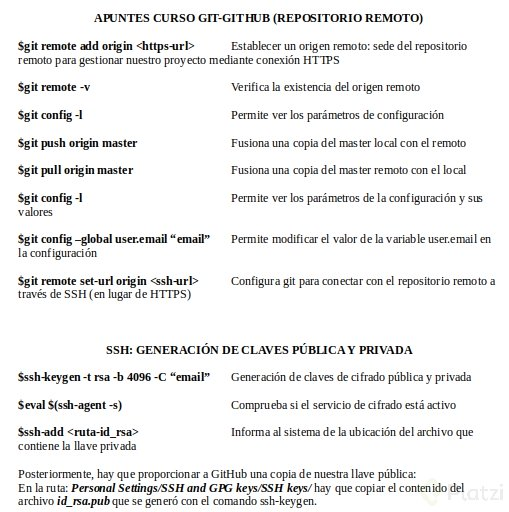 APUNTES CURSO GIT-GITHUB (REPOSITORIO REMOTO)
$git remote add origin <https-url> Establecer un origen remoto: sede del repositorio
remoto para gestionar nuestro proyecto mediante conexión HTTPS
$git remote -v Verifica la existencia del origen remoto
$git config -l Permite ver los parámetros de configuración
$git push origin master Fusiona una copia del master local con el remoto
$git pull origin master Fusiona una copia del master remoto con el local
$git config -l Permite ver los parámetros de la configuración y sus
valores
$git config –global user.email “email” Permite modificar el valor de la variable user.email en
la configuración
$git remote set-url origin <ssh-url> Configura git para conectar con el repositorio remoto a
través de SSH (en lugar de HTTPS)
SSH: GENERACIÓN DE CLAVES PÚBLICA Y PRIVADA
$ssh-keygen -t rsa -b 4096 -C “email” Generación de claves de cifrado pública y privada
$eval $(ssh-agent -s) Comprueba si el servicio de cifrado está activo
$ssh-add <ruta-id_rsa> Informa al sistema de la ubicación del archivo que
contiene la llave privada
Posteriormente, hay que proporcionar a GitHub una copia de nuestra llave pública:
En la ruta: Personal Settings/SSH and GPG keys/SSH keys/ hay que copiar el contenido del
archivo id_rsa.pub que se generó con el comando ssh-keygen.
Platzi